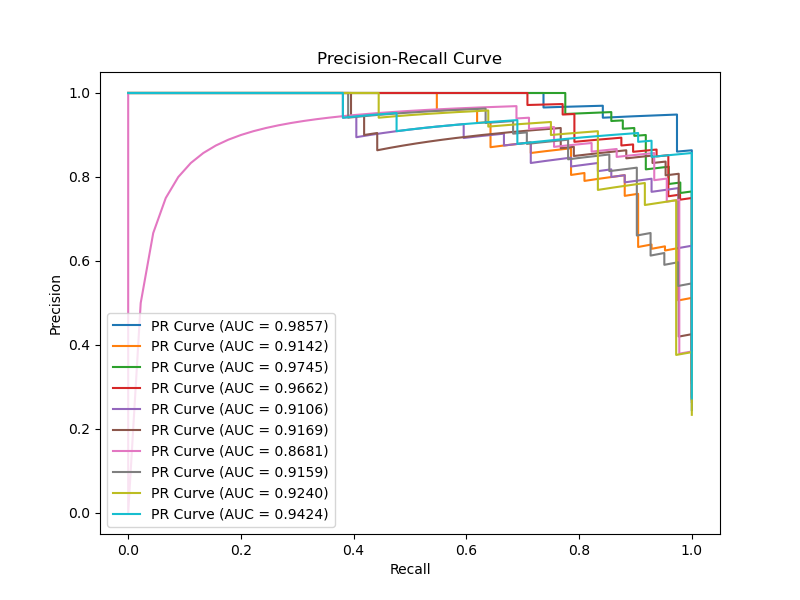 Precision-Recall Curve
Precision
1.0
0.8
0.6
0.4
0.2
0.0
PR Curve (AUC = 0.9857)
PR Curve (AUC = 0.9142)
PR Curve (AUC = 0.9745)
PR Curve (AUC = 0.9662)
PR Curve (AUC = 0.9106)
PR Curve (AUC = 0.9169)
PR Curve (AUC = 0.8681)
PR Curve (AUC = 0.9159)
PR Curve (AUC = 0.9240)
PR Curve (AUC = 0.9424)
0.0 0.2 0.4 0.6 0.8 1.0
Recall